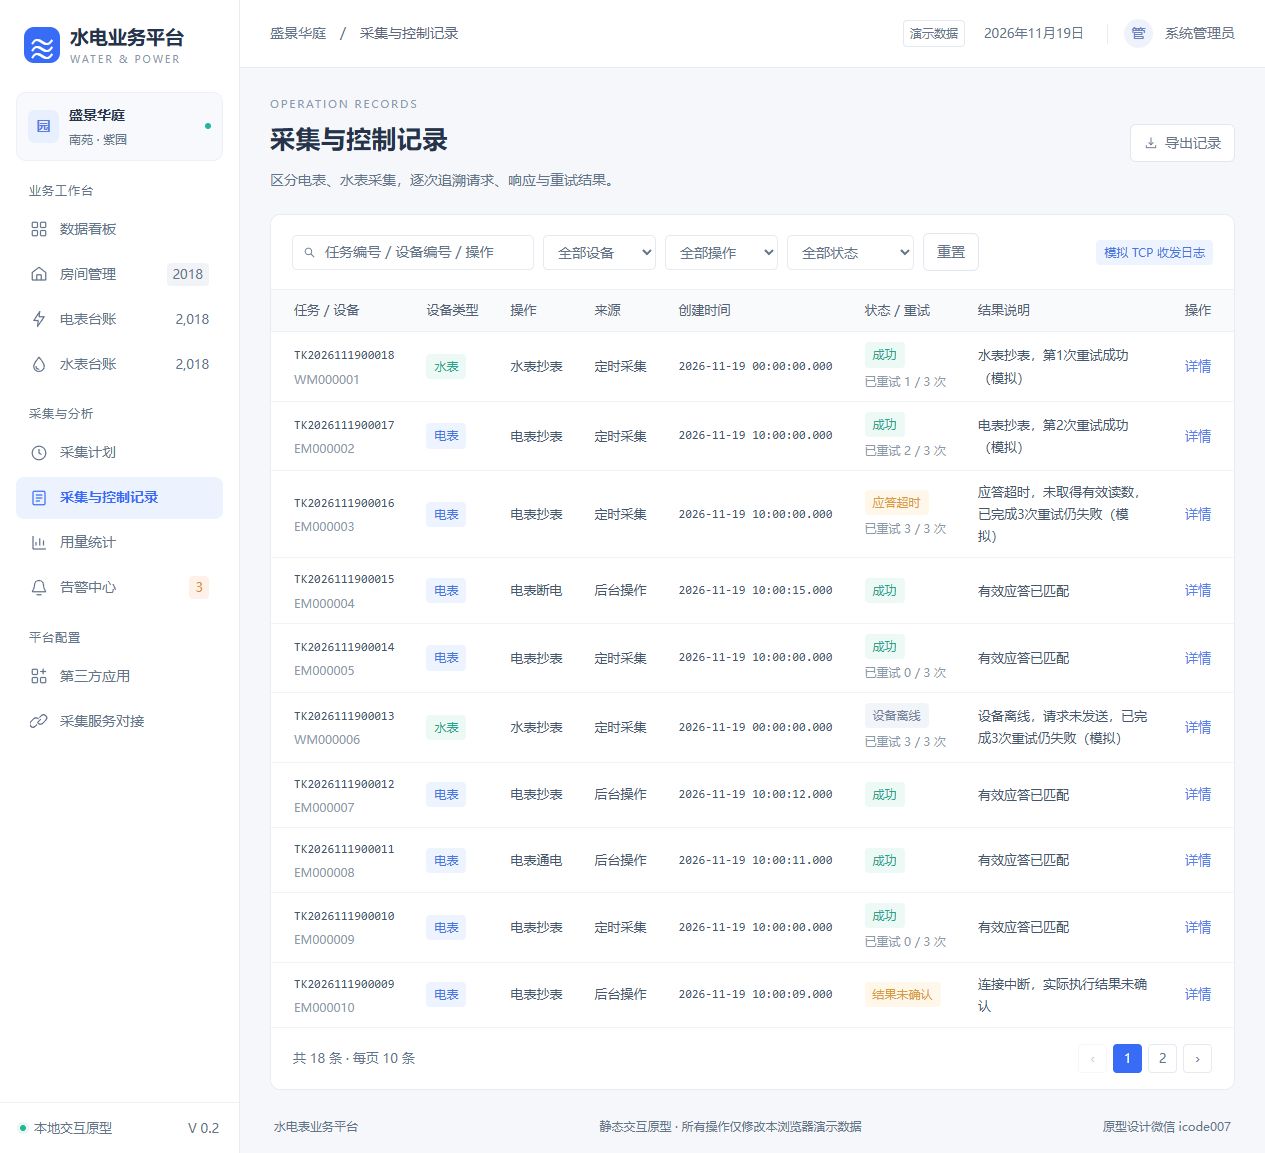 水电业务平台
WATER & POWER
园
盛景华庭
南苑 · 紫园
业务工作台
数据看板
房间管理 2018
电表台账 2,018
水表台账 2,018
采集与分析
采集计划
采集与控制记录
用量统计
告警中心 3
平台配置
第三方应用
采集服务对接
本地交互原型 V 0.2
盛景华庭 / 采集与控制记录
演示数据 2026年11月19日 管 系统管理员
OPERATION RECORDS
采集与控制记录
区分电表、水表采集，逐次追溯请求、响应与重试结果。
导出记录
任务编号 / 设备编号 / 操作 全部设备 全部操作 全部状态 重置 模拟 TCP 收发日志
任务 / 设备 设备类型 操作 来源 创建时间 状态 / 重试 结果说明 操作
TK2026111900018
WM000001
水表 水表抄表 定时采集 2026-11-19 00:00:00.000
成功
已重试 1 / 3 次
水表抄表，第1次重试成功
（模拟）
详情
TK2026111900017
EM000002
电表 电表抄表 定时采集 2026-11-19 10:00:00.000
成功
已重试 2 / 3 次
电表抄表，第2次重试成功
（模拟）
详情
TK2026111900016
EM000003
电表 电表抄表 定时采集 2026-11-19 10:00:00.000
应答超时
已重试 3 / 3 次
应答超时，未取得有效读数，
已完成3次重试仍失败（模
拟）
详情
TK2026111900015
EM000004
电表 电表断电 后台操作 2026-11-19 10:00:15.000 成功 有效应答已匹配 详情
TK2026111900014
EM000005
电表 电表抄表 定时采集 2026-11-19 10:00:00.000
成功
已重试 0 / 3 次
有效应答已匹配 详情
TK2026111900013
WM000006
水表 水表抄表 定时采集 2026-11-19 00:00:00.000
设备离线
已重试 3 / 3 次
设备离线，请求未发送，已完
成3次重试仍失败（模拟）
详情
TK2026111900012
EM000007
电表 电表抄表 后台操作 2026-11-19 10:00:12.000 成功 有效应答已匹配 详情
TK2026111900011
EM000008
电表 电表通电 后台操作 2026-11-19 10:00:11.000 成功 有效应答已匹配 详情
TK2026111900010
EM000009
电表 电表抄表 定时采集 2026-11-19 10:00:00.000
成功
已重试 0 / 3 次
有效应答已匹配 详情
TK2026111900009
EM000010
电表 电表抄表 后台操作 2026-11-19 10:00:09.000 结果未确认
连接中断，实际执行结果未确
认
详情
共 18 条 · 每页 10 条 ‹ 1 2 ›
水电表业务平台 静态交互原型 · 所有操作仅修改本浏览器演示数据 原型设计微信 icode007